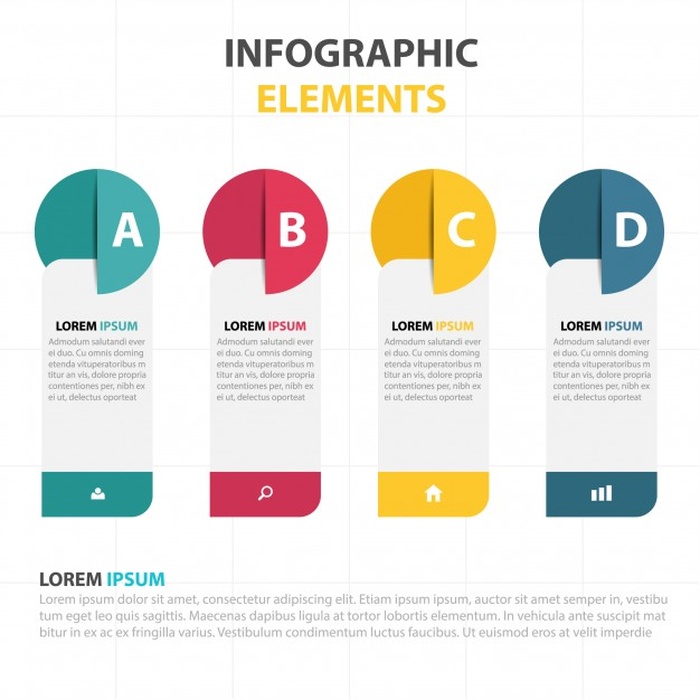 INFOGRAPHIC
ELEMENTS
A
LOREM IPSUM
Admodum salutandi ever
ei duo. Cu omnis doming
etenda vituperatoribus m
titur an vis, dolore propria
contentiones per, nibh ex
ei ut, delectus oporteat
B
LOREM IPSUM
Admodum salutandi ever
ei duo. Cu omnis doming
etenda vituperatoribus m
titur an vis, dolore propria
contentiones per, nibh ex
ei ut, delectus oporteat
C
LOREM IPSUM
Admodum salutandi ever
ei duo. Cu omnis doming
etenda vituperatoribus m
titur an vis, dolore propria
contentiones per, nibh ex
ei ut, delectus oporteat
D
LOREM IPSUM
Admodum salutandi ever
ei duo. Cu omnis doming
etenda vituperatoribus m
titur an vis, dolore propria
contentiones per, nibh ex
ei ut, delectus oporteat
LOREM IPSUM
Lorem ipsum dolor sit amet, consectetur adipiscing elit. Etiam ipsum ipsum, auctor sed elementum vestibu
tum eget quis sagittis. Maecenas dapibus ligula in dictum mattis. Morbi vitae lobortis elementum. In vehicula ante suscipit mattis
bitur in ex ac ex fringilla varius. Vestibulum condimentum luctus faucibus. Ut euismod eros at velit imperdie